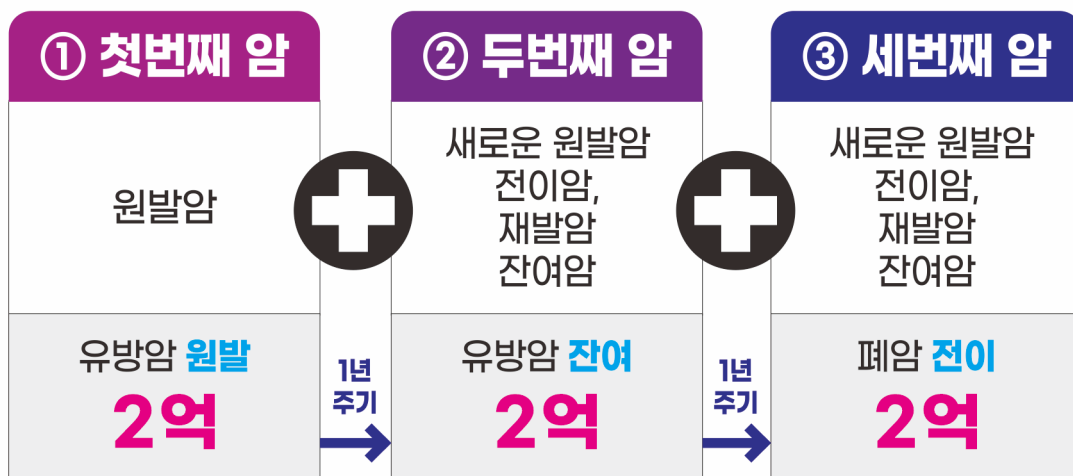 ① 첫번째 암
원발암
유방암 원발
2억
1년
주기
② 두번째 암
새로운 원발암
전이암,
재발암
잔여암
유방암 잔여
2억
1년
주기
③ 세번째 암
새로운 원발암
전이암,
재발암
잔여암
폐암 전이
2억